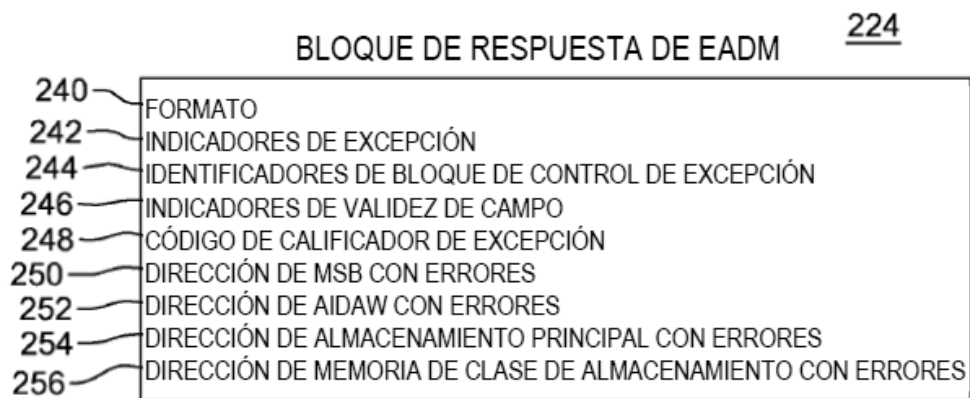 224
BLOQUE DE RESPUESTA DE EADM
240 FORMATO
242 INDICADORES DE EXCEPCIÓN
244 IDENTIFICADORES DE BLOQUE DE CONTROL DE EXCEPCIÓN
246 INDICADORES DE VALIDEZ DE CAMPO
248 CÓDIGO DE CALIFICADOR DE EXCEPCIÓN
250 DIRECCIÓN DE MSB CON ERRORES
252 DIRECCIÓN DE AIDAW CON ERRORES
254 DIRECCIÓN DE ALMACENAMIENTO PRINCIPAL CON ERRORES
256 DIRECCIÓN DE MEMORIA DE CLASE DE ALMACENAMIENTO CON ERRORES